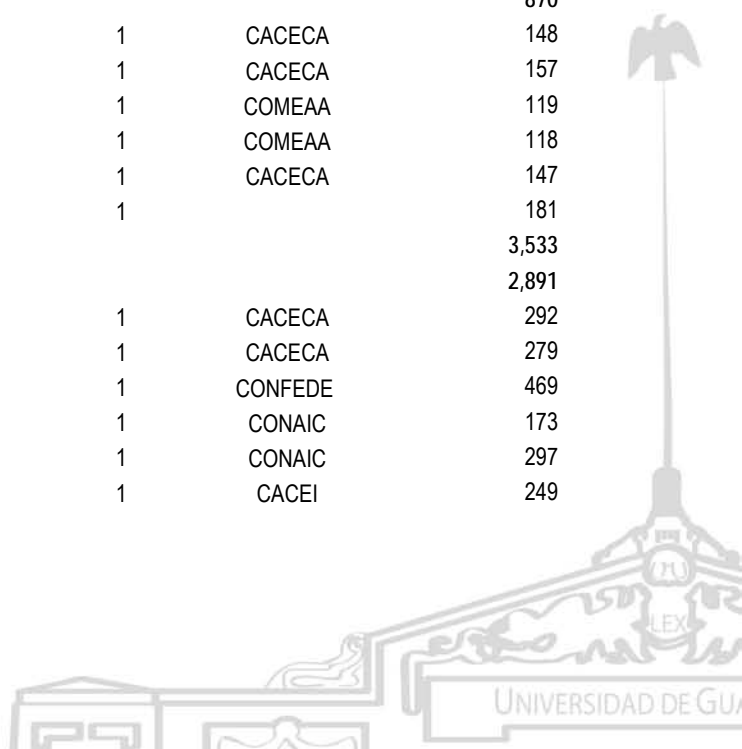 870
1 CACECA 148
1 CACECA 157
1 COMEAA 119
1 COMEAA 118
1 CACECA 147
1 181
3,533
2,891
1 CACECA 292
1 CACECA 279
1 CONFEDE 469
1 CONAIC 173
1 CONAIC 297
1 CACEI 249
LEX
UNIVERSIDAD DE GUA